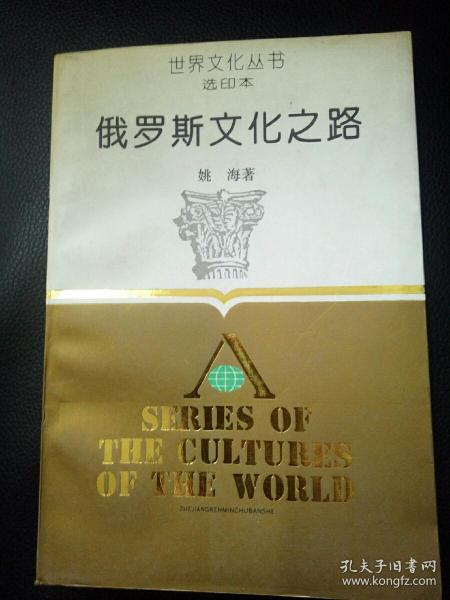 世界文化丛书
选印本
俄罗斯文化之路
姚 海著
A
SERIES OF
THE CULTURES
OF THE WORLD
ZHEJIANGRENMINCHUBANSHE
孔夫子旧书网
www.kongfz.com